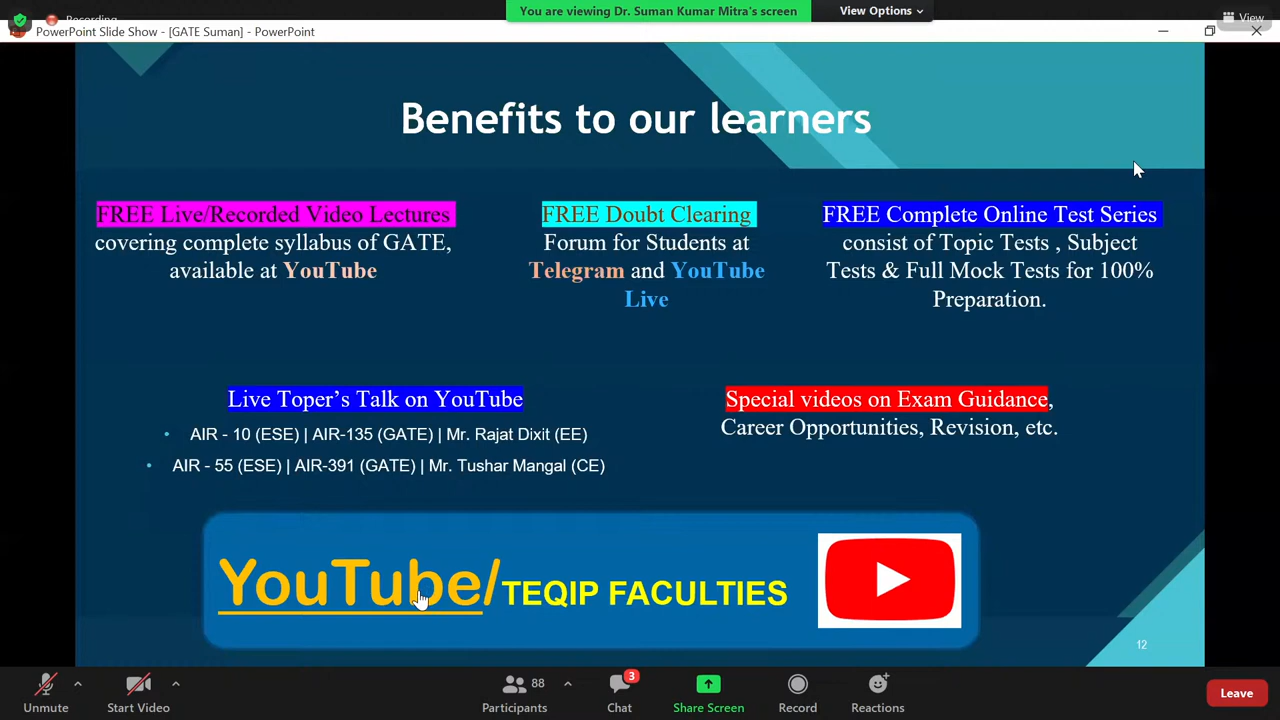 Recording
You are viewing Dr. Suman Kumar Mitra's screen
View Options
View
PowerPoint Slide Show - [GATE Suman] - PowerPoint
Benefits to our learners
FREE Live/Recorded Video Lectures
covering complete syllabus of GATE,
available at YouTube
FREE Doubt Clearing
Forum for Students at
Telegram and YouTube
Live
FREE Complete Online Test Series
consist of Topic Tests , Subject
Tests & Full Mock Tests for 100%
Preparation.
Live Toper’s Talk on YouTube
• AIR - 10 (ESE) | AIR-135 (GATE) | Mr. Rajat Dixit (EE)
• AIR - 55 (ESE) | AIR-391 (GATE) | Mr. Tushar Mangal (CE)
Special videos on Exam Guidance,
Career Opportunities, Revision, etc.
YouTube/TEQIP FACULTIES
12
Unmute
Start Video
88
Participants
3
Chat
Share Screen
Record
Reactions
Leave